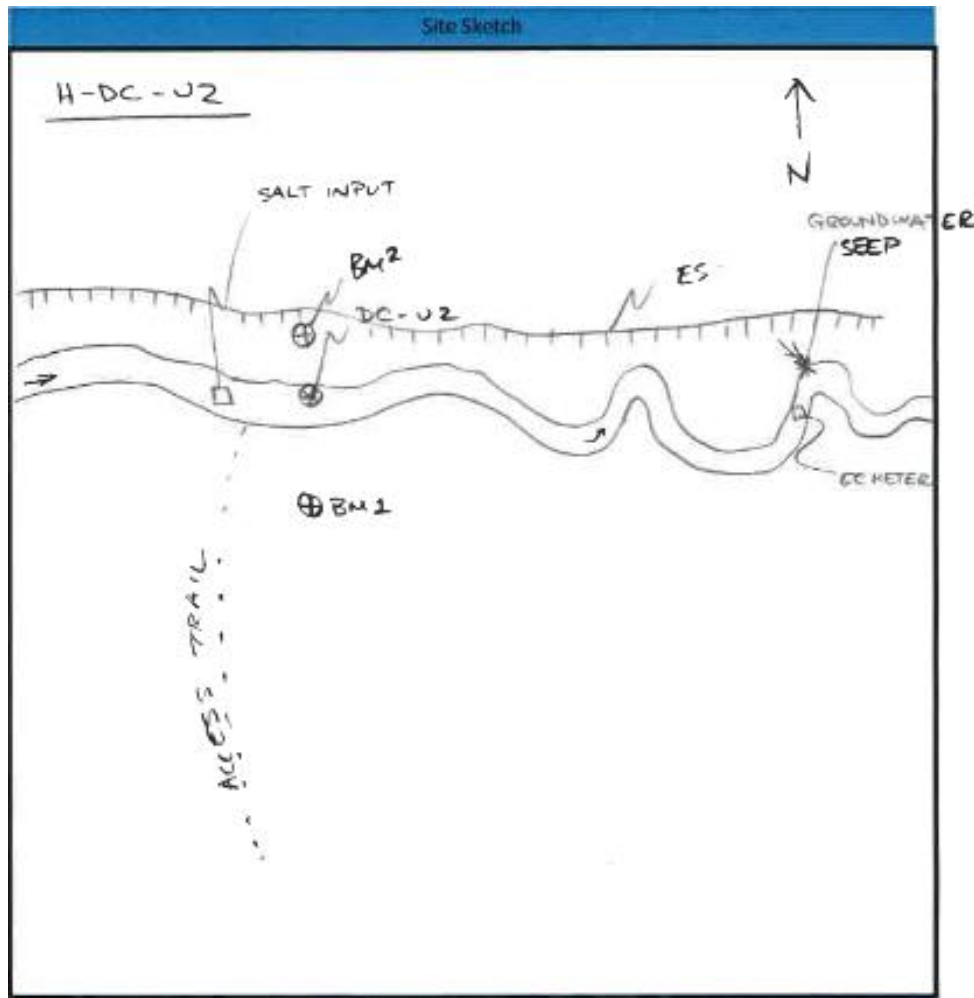 Site Sketch
H-DC-U2
N
SALT INPUT
GROUNDWATER
SEEP
BM2
ES
DC-U2
EC METER
BM1
ACCESS TRAIL